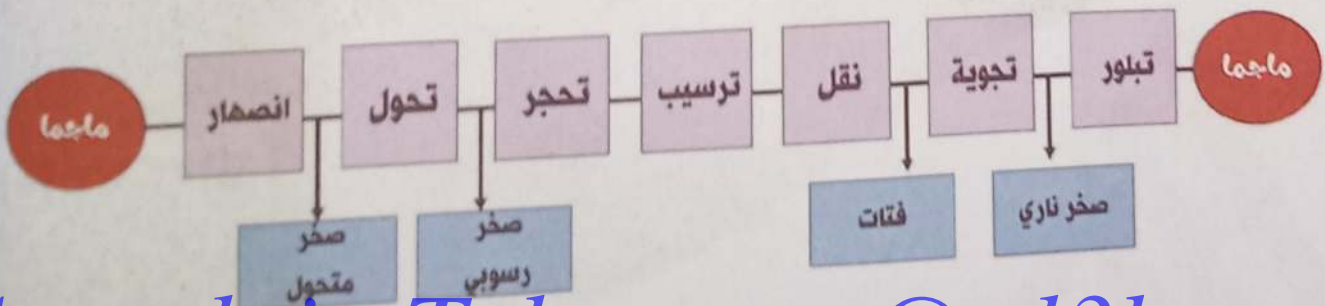 ماجما
تبلور
تجوية
نقل
ترسيب
تحجر
تحول
انصهار
ماجما
صخر ناري
فتات
صخر
رسوبي
صخر
متحول